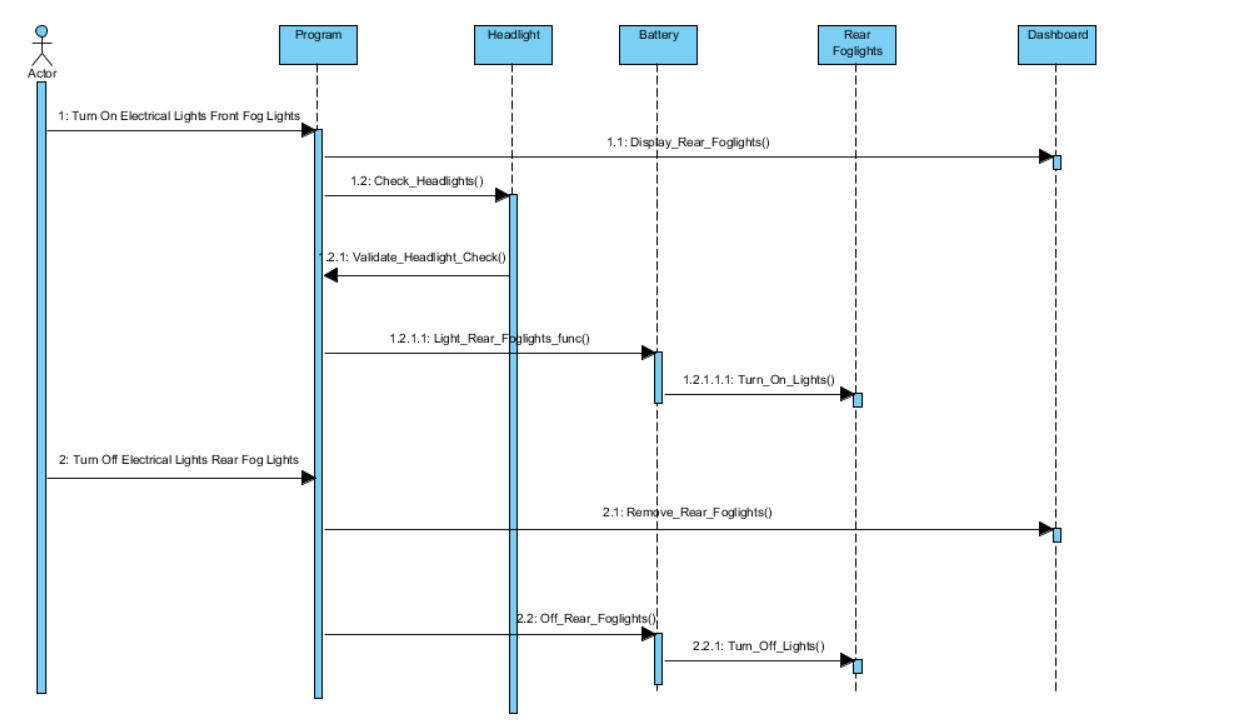 Actor
Program
Headlight
Battery
Rear
Foglights
Dashboard
1: Turn On Electrical Lights Front Fog Lights
1.1: Display_Rear_Foglights()
1.2: Check_Headlights()
1.2.1: Validate_Headlight_Check()
1.2.1.1: Light_Rear_Foglights_func()
1.2.1.1.1: Turn_On_Lights()
2: Turn Off Electrical Lights Rear Fog Lights
2.1: Remove_Rear_Foglights()
2.2: Off_Rear_Foglights()
2.2.1: Turn_Off_Lights()